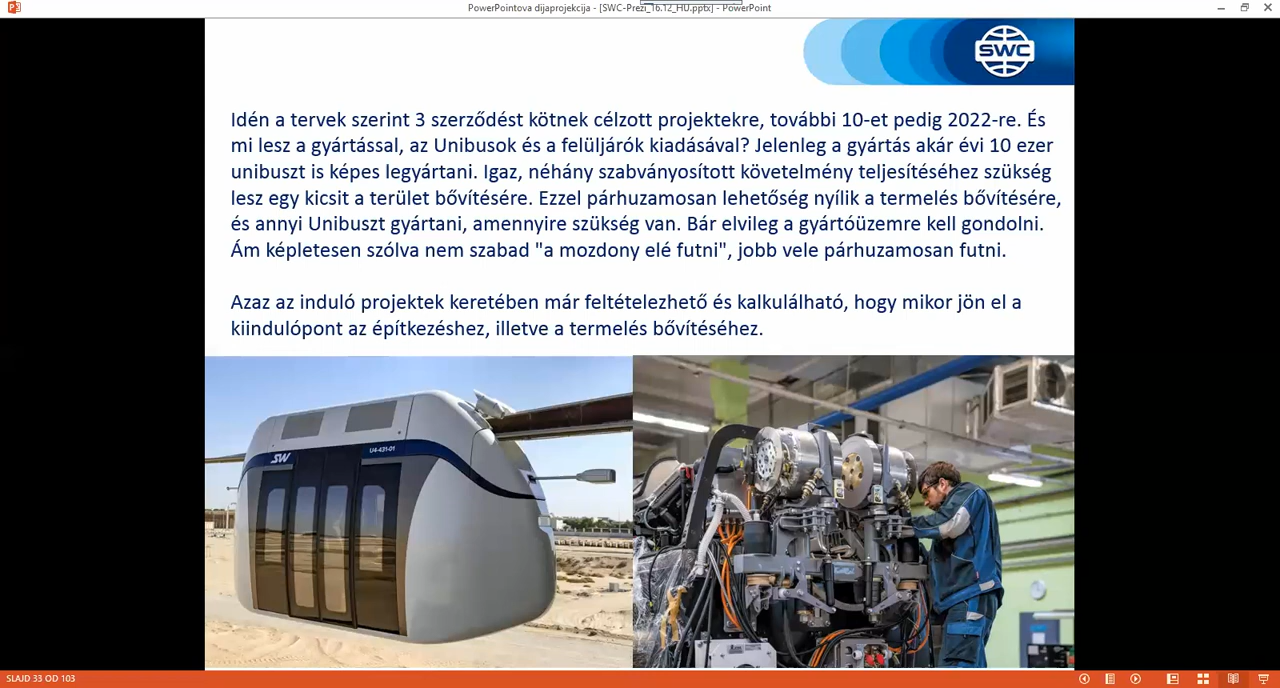 PowerPointova dijaprojekcija - [SWC-Prezi_16.12_HU.pptx] - PowerPoint
SWC
Idén a tervek szerint 3 szerződést kötnek célzott projektekre, további 10-et pedig 2022-re. És
mi lesz a gyártással, az Unibusok és a felüljárók kiadásával? Jelenleg a gyártás akár évi 10 ezer
unibuszt is képes legyártani. Igaz, néhány szabványosított követelmény teljesítéséhez szükség
lesz egy kicsit a terület bővítésére. Ezzel párhuzamosan lehetőség nyílik a termelés bővítésére,
és annyi Unibuszt gyártani, amennyire szükség van. Bár elvileg a gyártóüzemre kell gondolni.
Ám képletesen szólva nem szabad "a mozdony elé futni", jobb vele párhuzamosan futni.
Azaz az induló projektek keretében már feltételezhető és kalkulálható, hogy mikor jön el a
kiindulópont az építkezéshez, illetve a termelés bővítéséhez.
SW
U4-431-01
SLAJD 33 OD 103